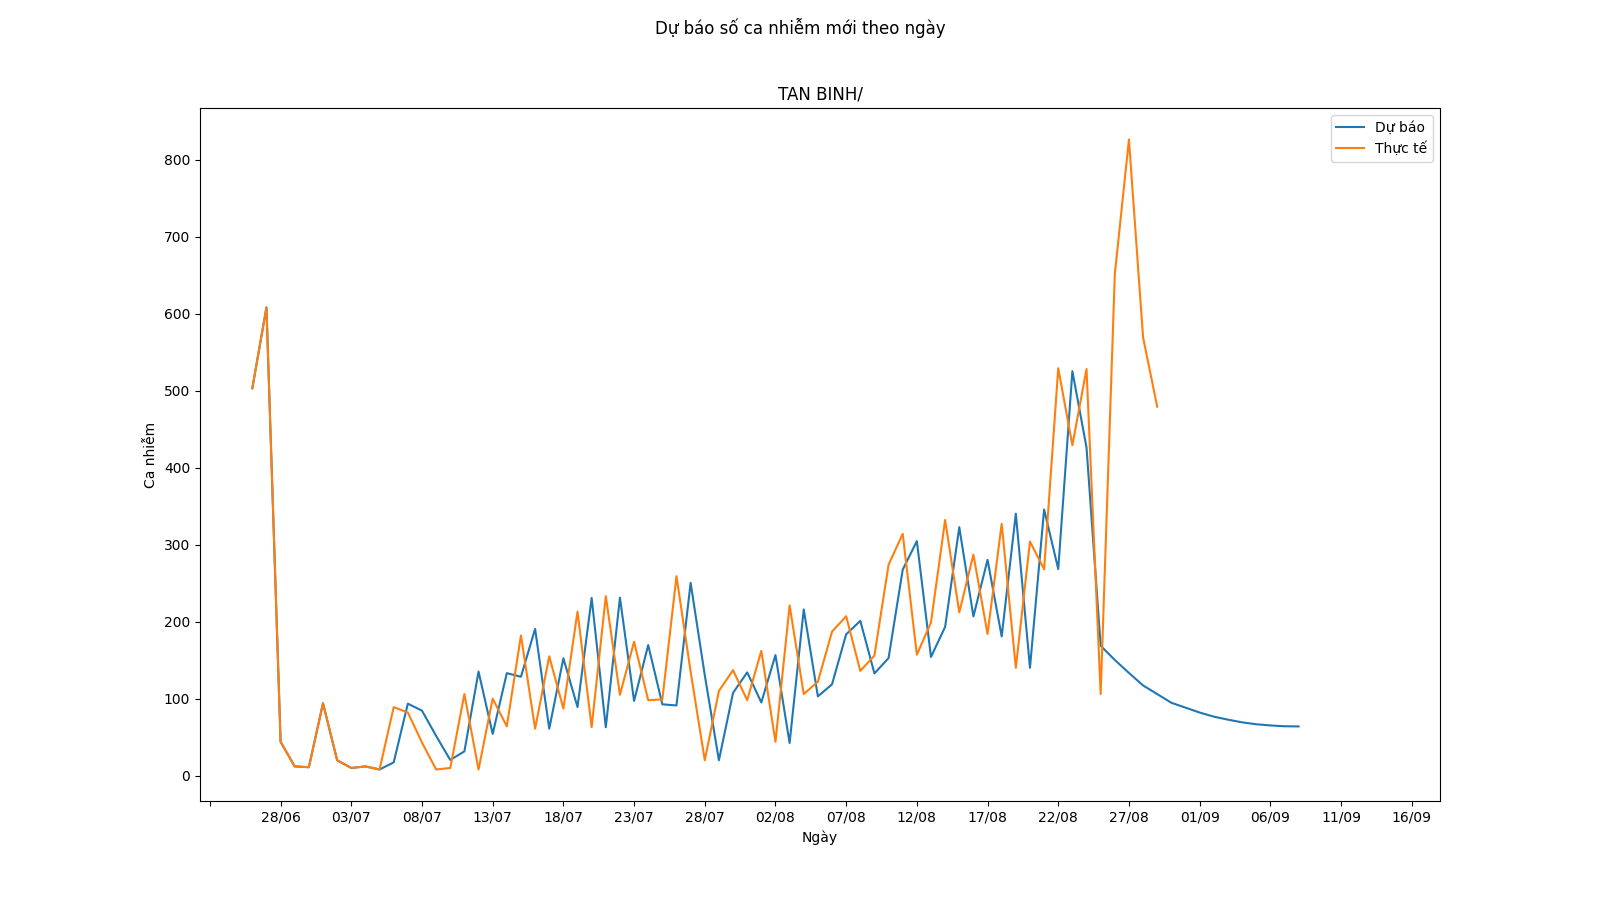 Dự báo số ca nhiễm mới theo ngày
TAN BINH/
Dự báo
Thực tế
800
700
600
500
400
300
200
100
0
Ca nhiễm
28/06 03/07 08/07 13/07 18/07 23/07 28/07 02/08 07/08 12/08 17/08 22/08 27/08 01/09 06/09 11/09 16/09
Ngày